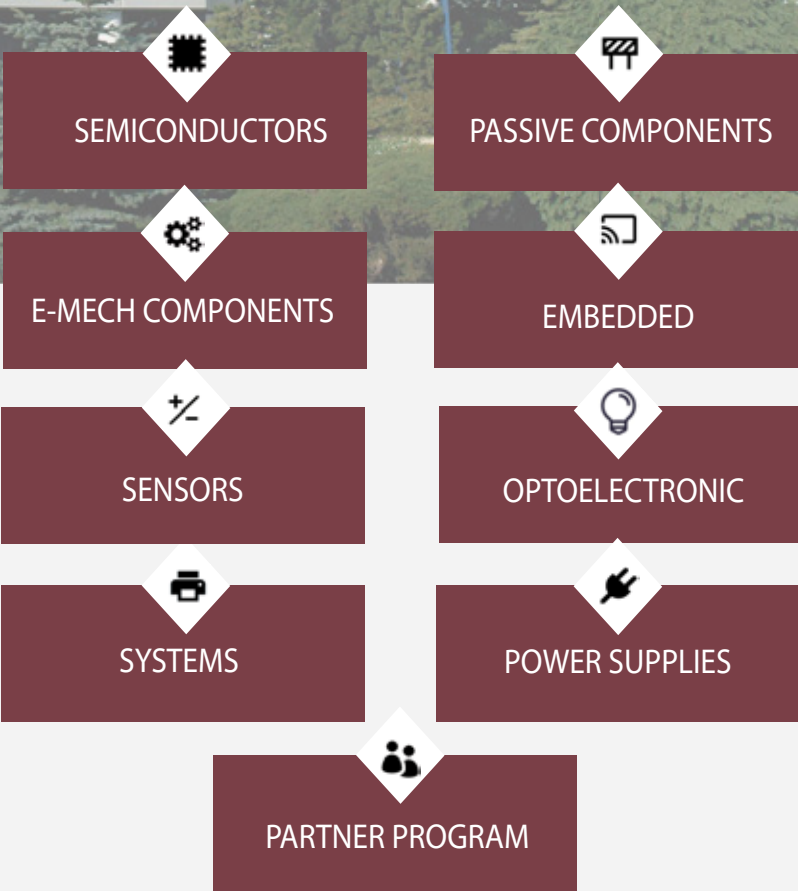 SEMICONDUCTORS
PASSIVE COMPONENTS
E-MECH COMPONENTS
EMBEDDED
SENSORS
OPTOELECTRONIC
SYSTEMS
POWER SUPPLIES
PARTNER PROGRAM